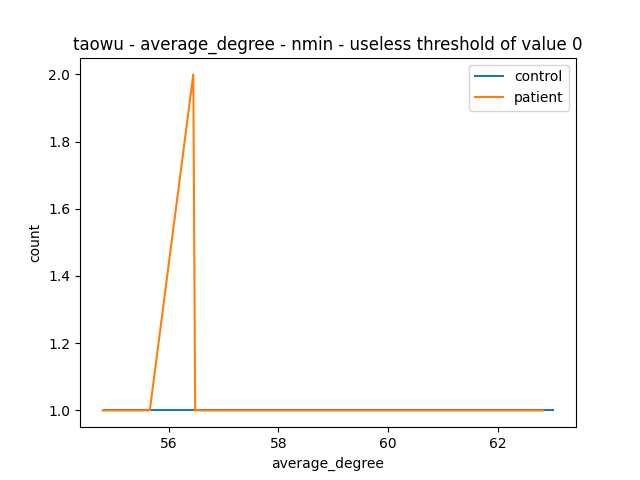 taowu - average_degree - nmin - useless threshold of value 0
control
patient
2.0
1.8
1.6
1.4
1.2
1.0
count
56
58
60
62
average_degree